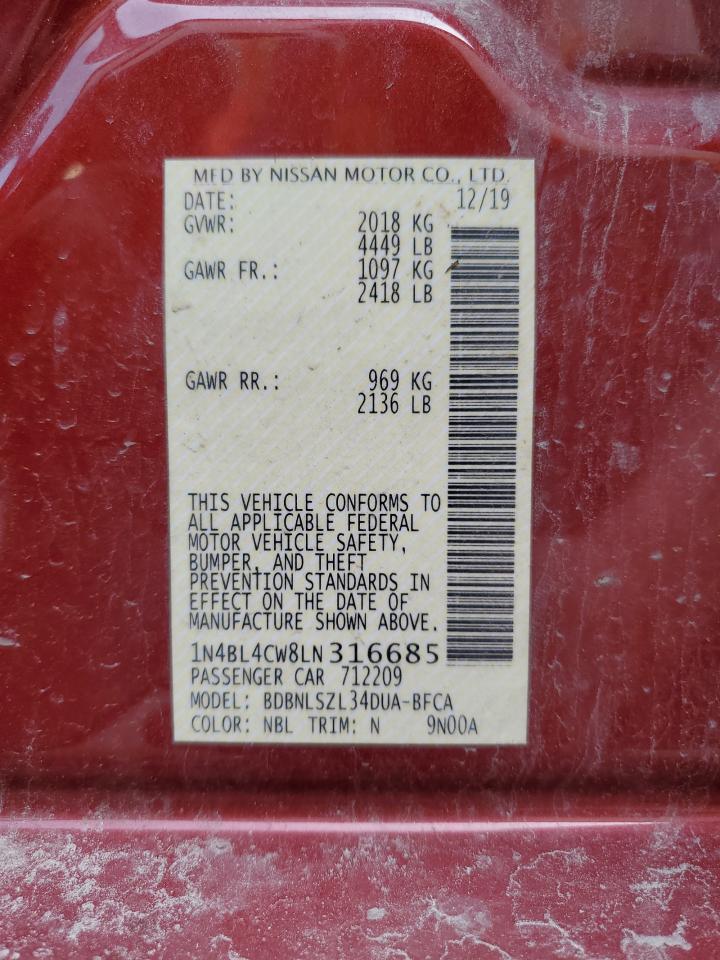 MFD BY NISSAN MOTOR CO., LTD.
DATE: 12/19
GVWR: 2018 KG
4449 LB
GAWR FR.: 1097 KG
2418 LB
GAWR RR.: 969 KG
2136 LB
THIS VEHICLE CONFORMS TO
ALL APPLICABLE FEDERAL
MOTOR VEHICLE SAFETY,
BUMPER, AND THEFT
PREVENTION STANDARDS IN
EFFECT ON THE DATE OF
MANUFACTURE SHOWN ABOVE.
1N4BL4CW8LN316685
PASSENGER CAR 712209
MODEL: BDBNLSZL34DUA-BFCA
COLOR: NBL TRIM: N 9N00A